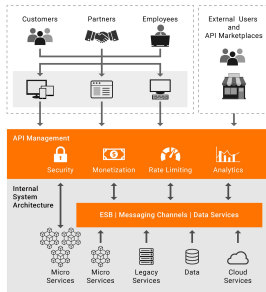 Customers
Partners
Employees
External Users
and
API Marketplaces
API Management
Security
Monetization
Rate Limiting
Analytics
Internal
System
Architecture
ESB | Messaging Channels | Data Services
Micro
Services
Micro
Services
Legacy
Services
Data
Cloud
Services